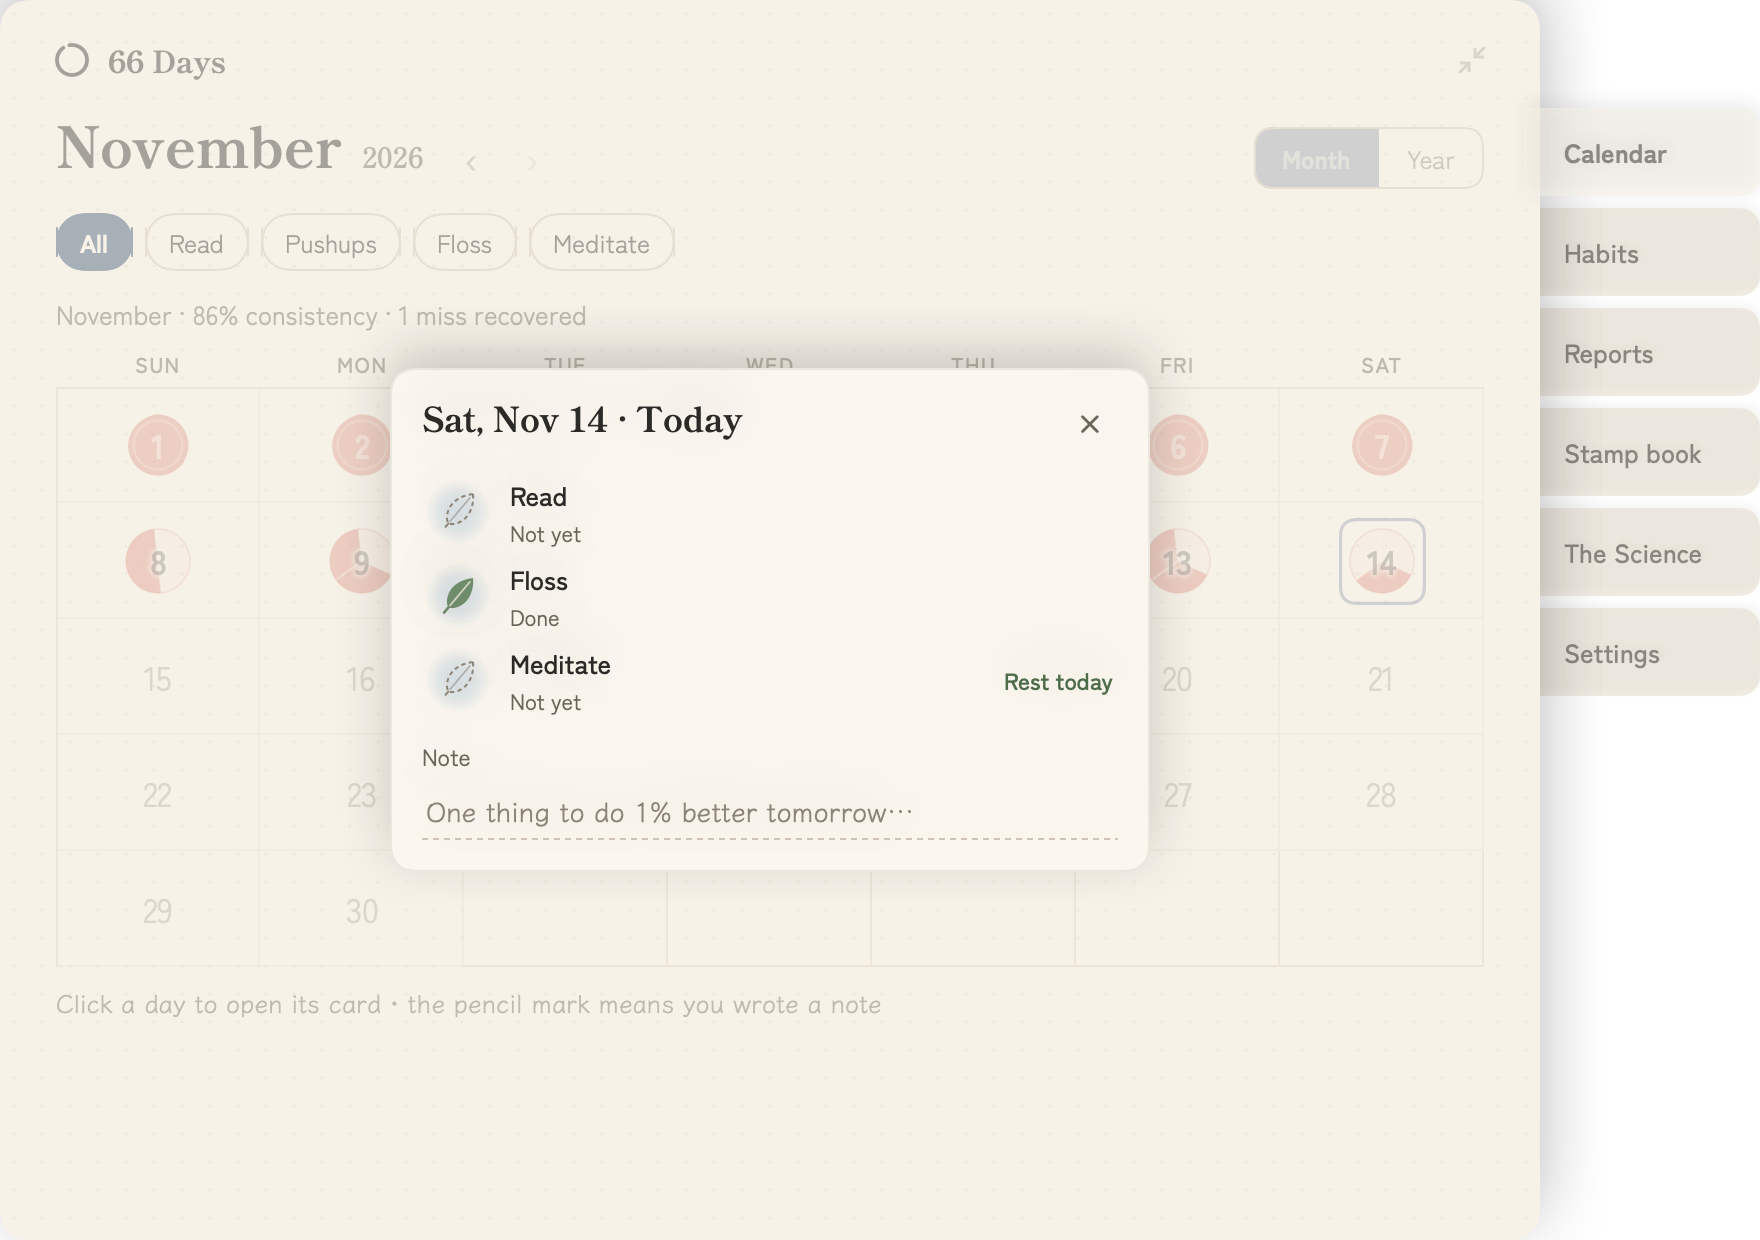 66 Days
November 2026 ‹ ›
Month Year
All Read Pushups Floss Meditate
November · 86% consistency · 1 miss recovered
SUN MON TUE WED THU FRI SAT
1 2 6 7
8 9 13 14
15 16 20 21
22 23 27 28
29 30
Sat, Nov 14 · Today
Read
Not yet
Floss
Done
Meditate
Not yet
Rest today
Note
One thing to do 1% better tomorrow…
Click a day to open its card · the pencil mark means you wrote a note
Calendar
Habits
Reports
Stamp book
The Science
Settings